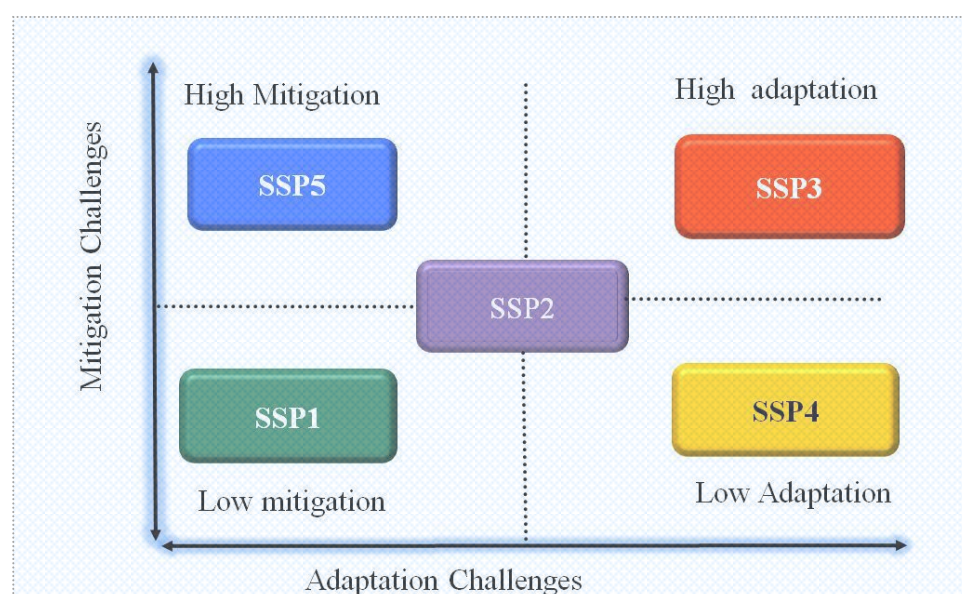 High Mitigation
High adaptation
SSP5
SSP3
Mitigation Challenges
SSP2
SSP1
SSP4
Low mitigation
Low Adaptation
Adaptation Challenges